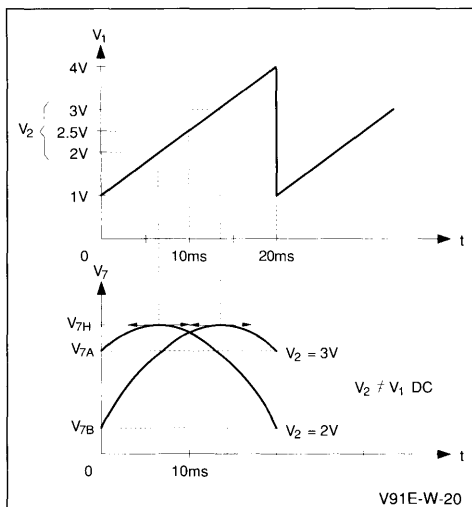 V1
4V
3V
V2
2.5V
2V
1V
t
0
10ms
20ms
V7
V7H
V7A
V2 = 3V
V2 ≠ V1 DC
V7B
V2 = 2V
t
0
10ms
V91E-W-20